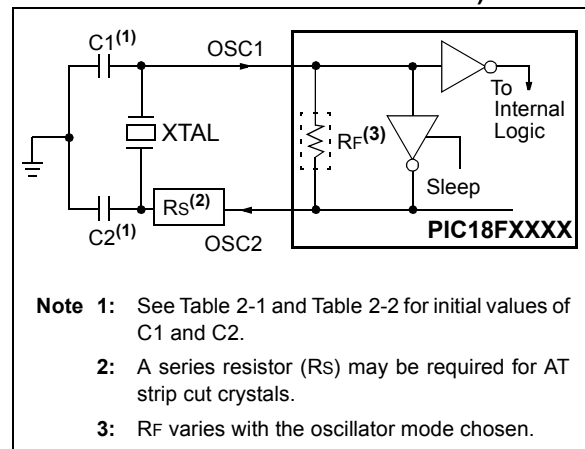 C1(1)
OSC1
To
Internal
Logic
XTAL
RF(3)
Sleep
RS(2)
C2(1)
OSC2
PIC18FXXXX
Note 1: See Table 2-1 and Table 2-2 for initial values of
C1 and C2.
2: A series resistor (RS) may be required for AT
strip cut crystals.
3: RF varies with the oscillator mode chosen.